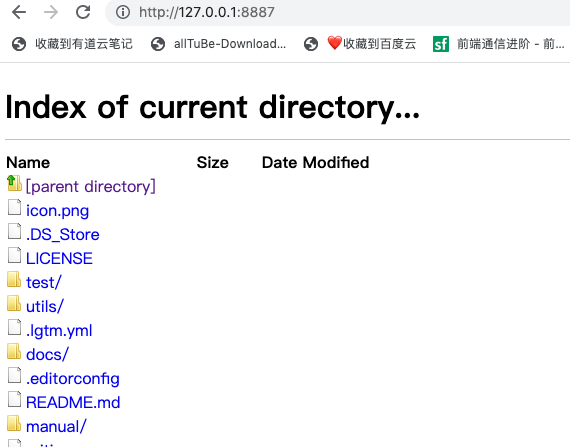 http://127.0.0.1:8887
收藏到有道云笔记 allTuBe-Download... ❤️收藏到百度云 sf 前端通信进阶 - 前...
Index of current directory...
Name Size Date Modified
[parent directory]
icon.png
.DS_Store
LICENSE
test/
utils/
.lgtm.yml
docs/
.editorconfig
README.md
manual/